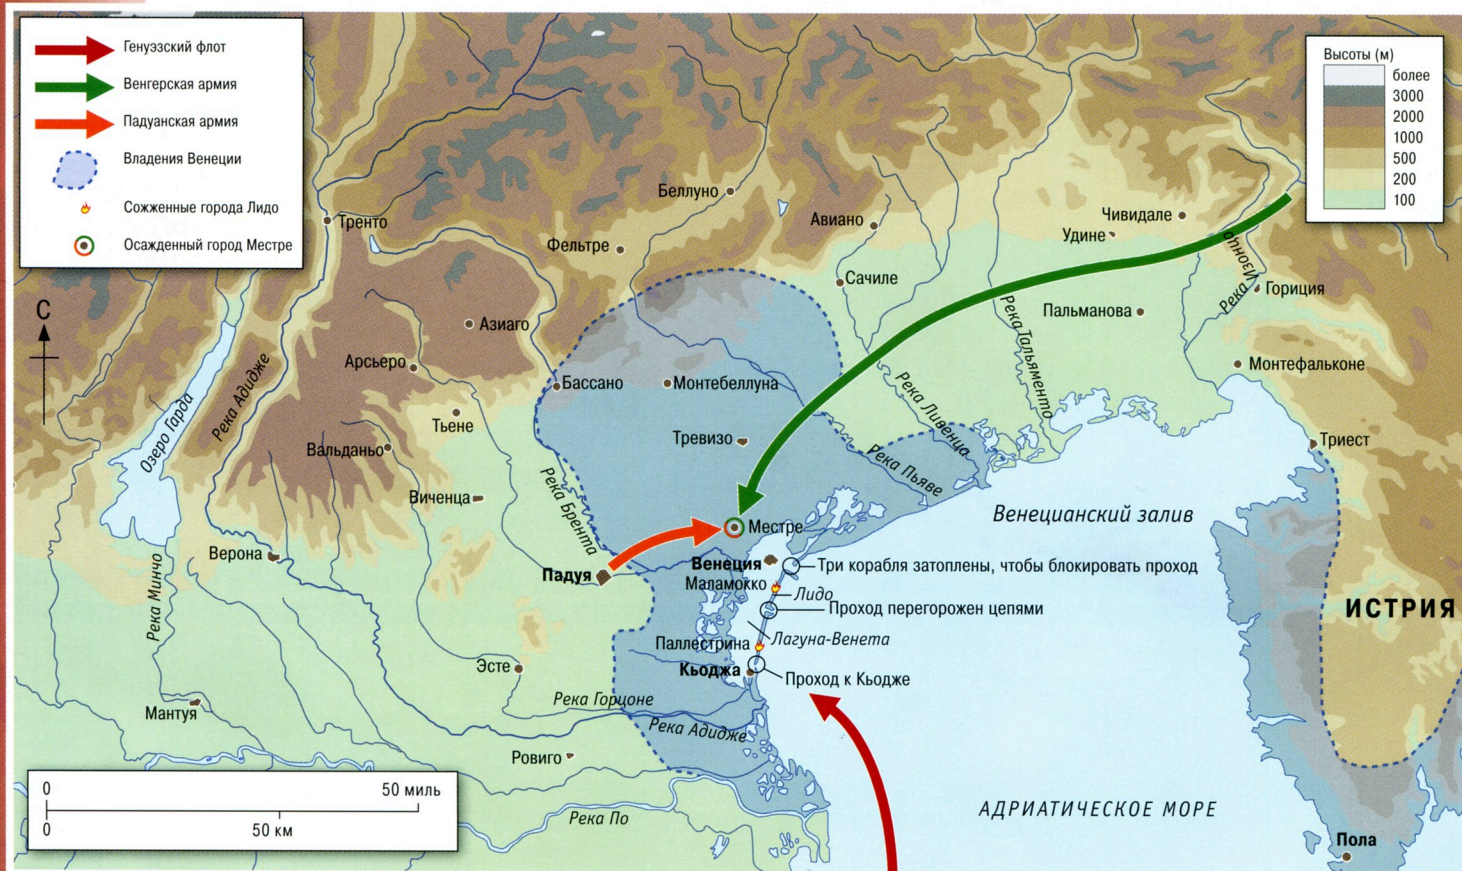 Генуэзский флот
Венгерская армия
Падуанская армия
Владения Венеции
Сожженные города Лидо
Осажденный город Местре
Высоты (м)
более
3000
2000
1000
500
200
100
С
Беллуно
Тренто
Фельтре
Авиано
Чивидале
Удине
Сачиле
Река Изонцо
Гориция
Пальманова
Азиаго
Арсьеро
Река Тальяменто
Монтефальконе
Бассано
Монтебеллуна
Река Адидже
Озеро Гарда
Тьене
Река Ливенца
Тревизо
Триест
Вальданьо
Река Пьяве
Виченца
Река Брента
Местре
Венецианский залив
Верона
Венеция
Три корабля затоплены, чтобы блокировать проход
Падуя
Маламокко
Лидо
Река Минчо
Проход перегорожен цепями
ИСТРИЯ
Лагуна-Венета
Паллестрина
Эсте
Кьоджа
Проход к Кьодже
Река Горцоне
Мантуя
Река Адидже
Ровиго
0
50 миль
0
50 км
Река По
АДРИАТИЧЕСКОЕ МОРЕ
Пола